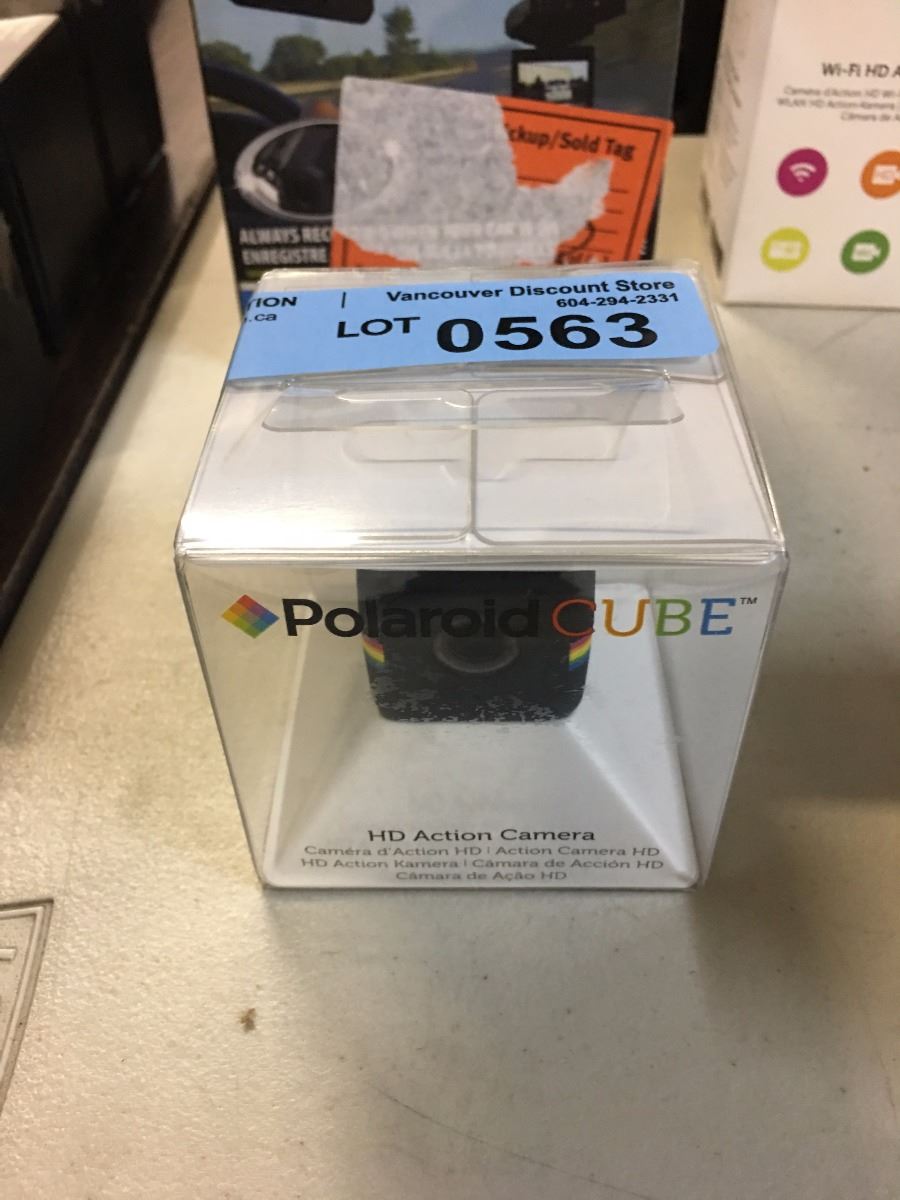 Wi-Fi HD
ickup/Sold Tag
ALWAYS REC
ENREGISTRE
TION | Vancouver Discount Store
.ca 604-294-2331
LOT 0563
Polaroid CUBE™
HD Action Camera
Caméra d'Action HD | Action Camera HD
HD Action Kamera | Cámara de Acción HD
Câmara de Ação HD